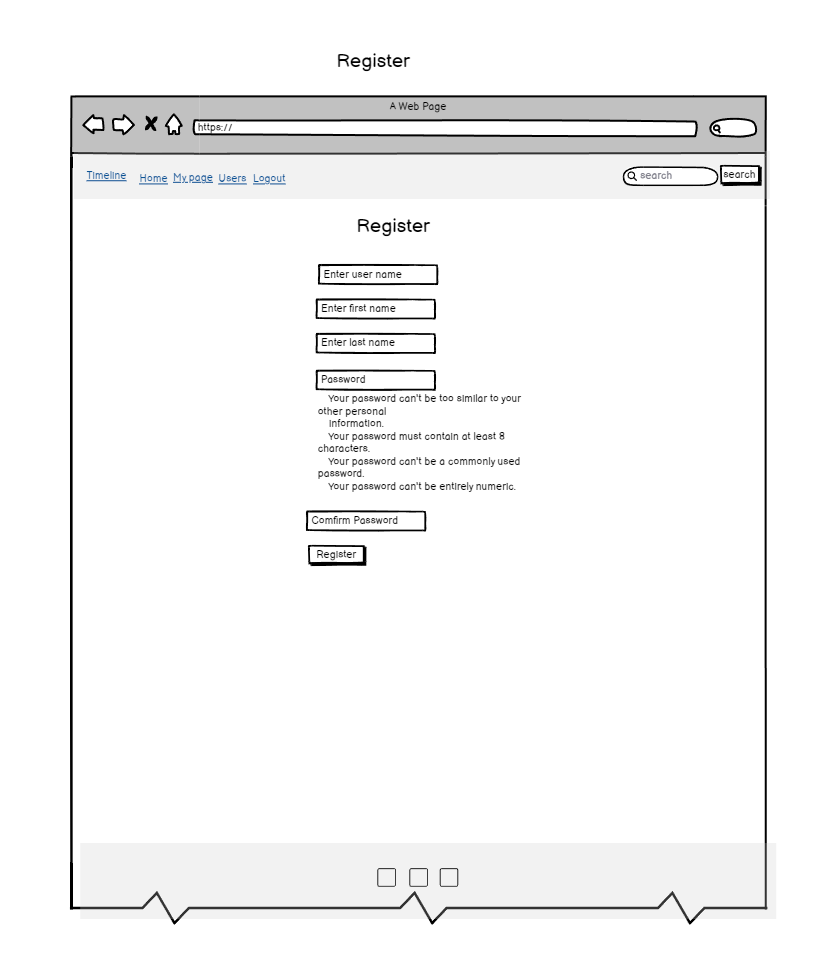 Register
A Web Page
https://
Timeline Home My page Users Logout search search
Register
Enter user name
Enter first name
Enter last name
Password
Your password can't be too similar to your
other personal
information.
Your password must contain at least 8
characters.
Your password can't be a commonly used
password.
Your password can't be entirely numeric.
Comfirm Password
Register